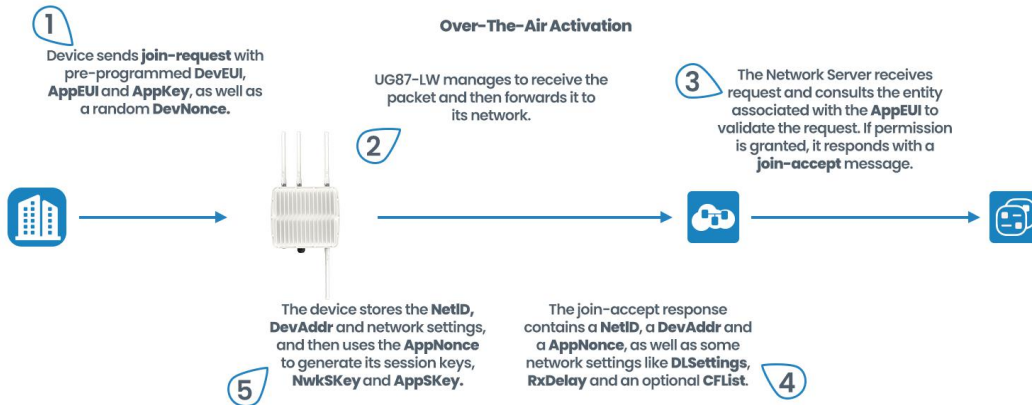 Over-The-Air Activation
1
Device sends join-request with
pre-programmed DevEUI,
AppEUI and AppKey, as well as
a random DevNonce.
UG87-LW manages to receive the
packet and then forwards it to
its network.
2
3
The Network Server receives
request and consults the entity
associated with the AppEUI to
validate the request. If permission
is granted, it responds with a
join-accept message.
The join-accept response
contains a NetID, a DevAddr and
a AppNonce, as well as some
network settings like DLSettings,
RxDelay and an optional CFList.
4
The device stores the NetID,
DevAddr and network settings,
and then uses the AppNonce
to generate its session keys,
NwkSKey and AppSKey.
5